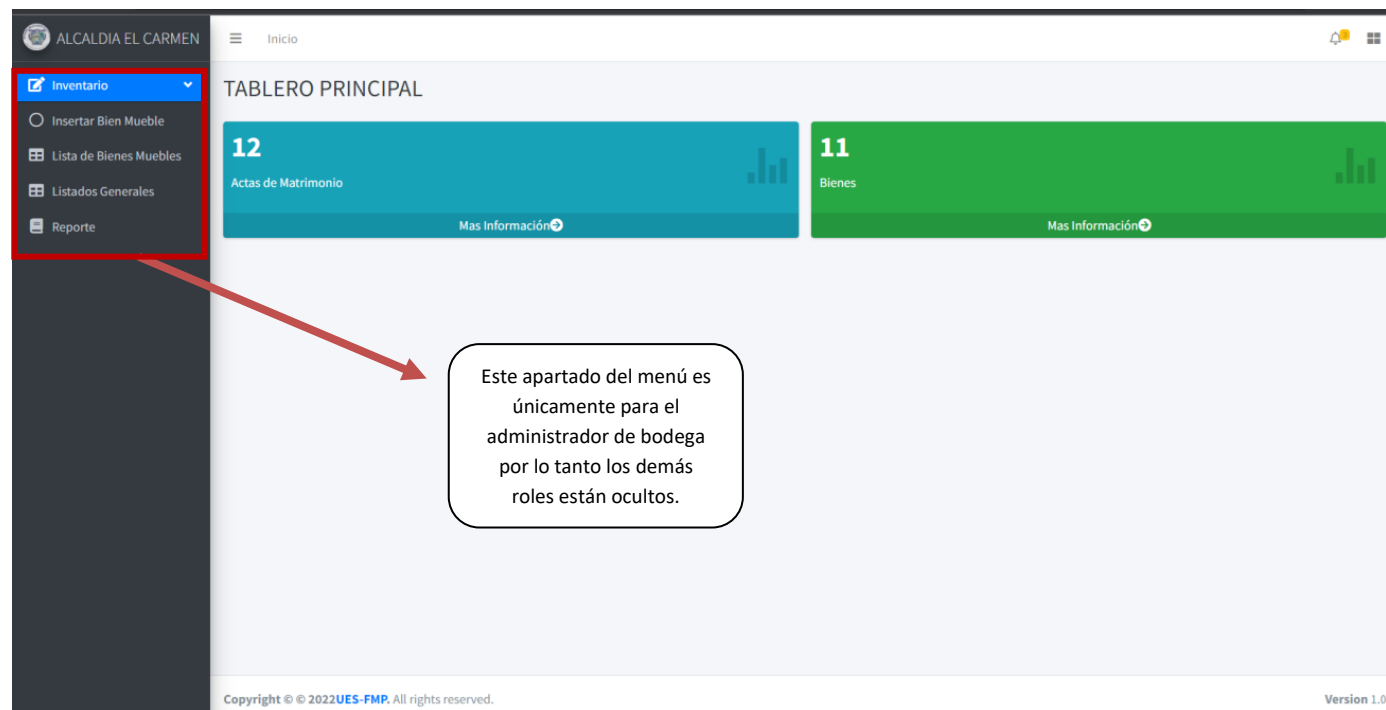 ALCALDIA EL CARMEN
Inicio
Inventario
Insertar Bien Mueble
Lista de Bienes Muebles
Listados Generales
Reporte
TABLERO PRINCIPAL
12
Actas de Matrimonio
Mas Información
11
Bienes
Mas Información
Este apartado del menú es
únicamente para el
administrador de bodega
por lo tanto los demás
roles están ocultos.
Copyright © © 2022UES-FMP. All rights reserved.
Version 1.0